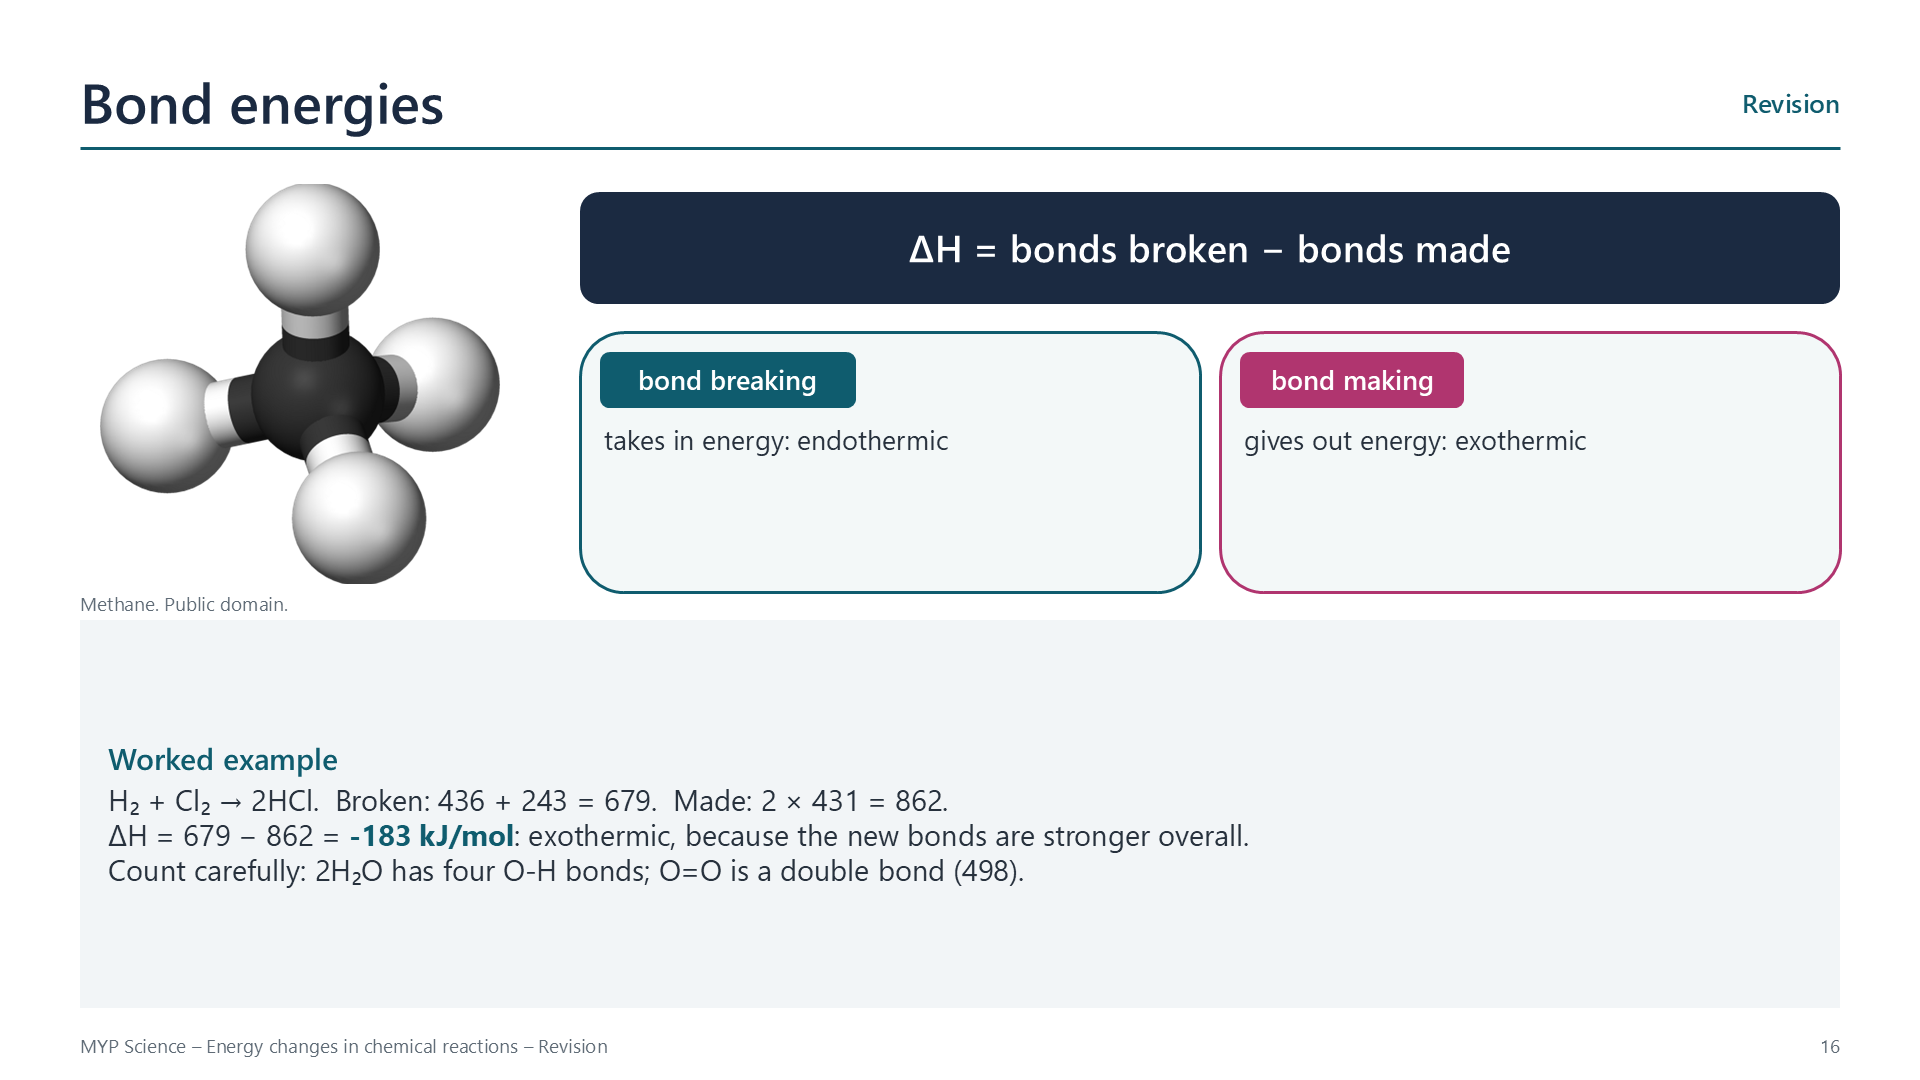 Bond energies
Revision
ΔH = bonds broken − bonds made
bond breaking
takes in energy: endothermic
bond making
gives out energy: exothermic
Methane. Public domain.
Worked example
H₂ + Cl₂ → 2HCl.  Broken: 436 + 243 = 679.  Made: 2 × 431 = 862.
ΔH = 679 − 862 = -183 kJ/mol: exothermic, because the new bonds are stronger overall.
Count carefully: 2H₂O has four O-H bonds; O=O is a double bond (498).
MYP Science – Energy changes in chemical reactions – Revision
16